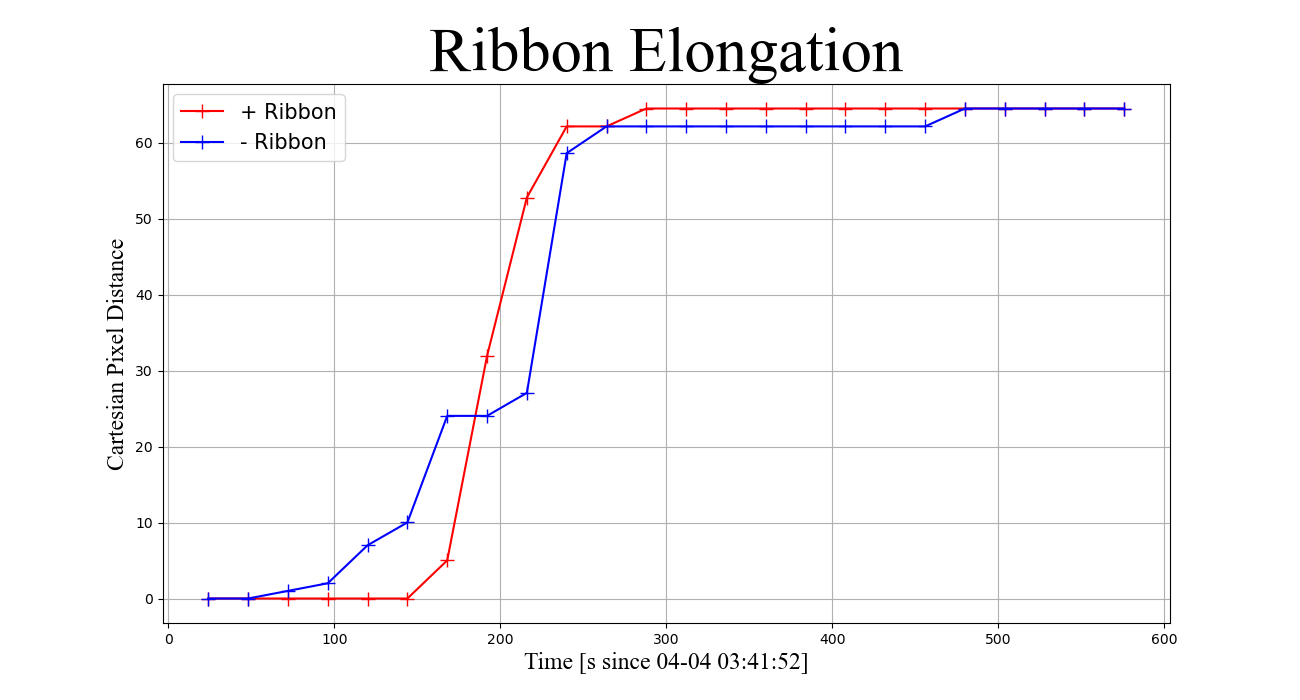 Ribbon Elongation
+ Ribbon
- Ribbon
Cartesian Pixel Distance
60
50
40
30
20
10
0
0 100 200 300 400 500 600
Time [s since 04-04 03:41:52]